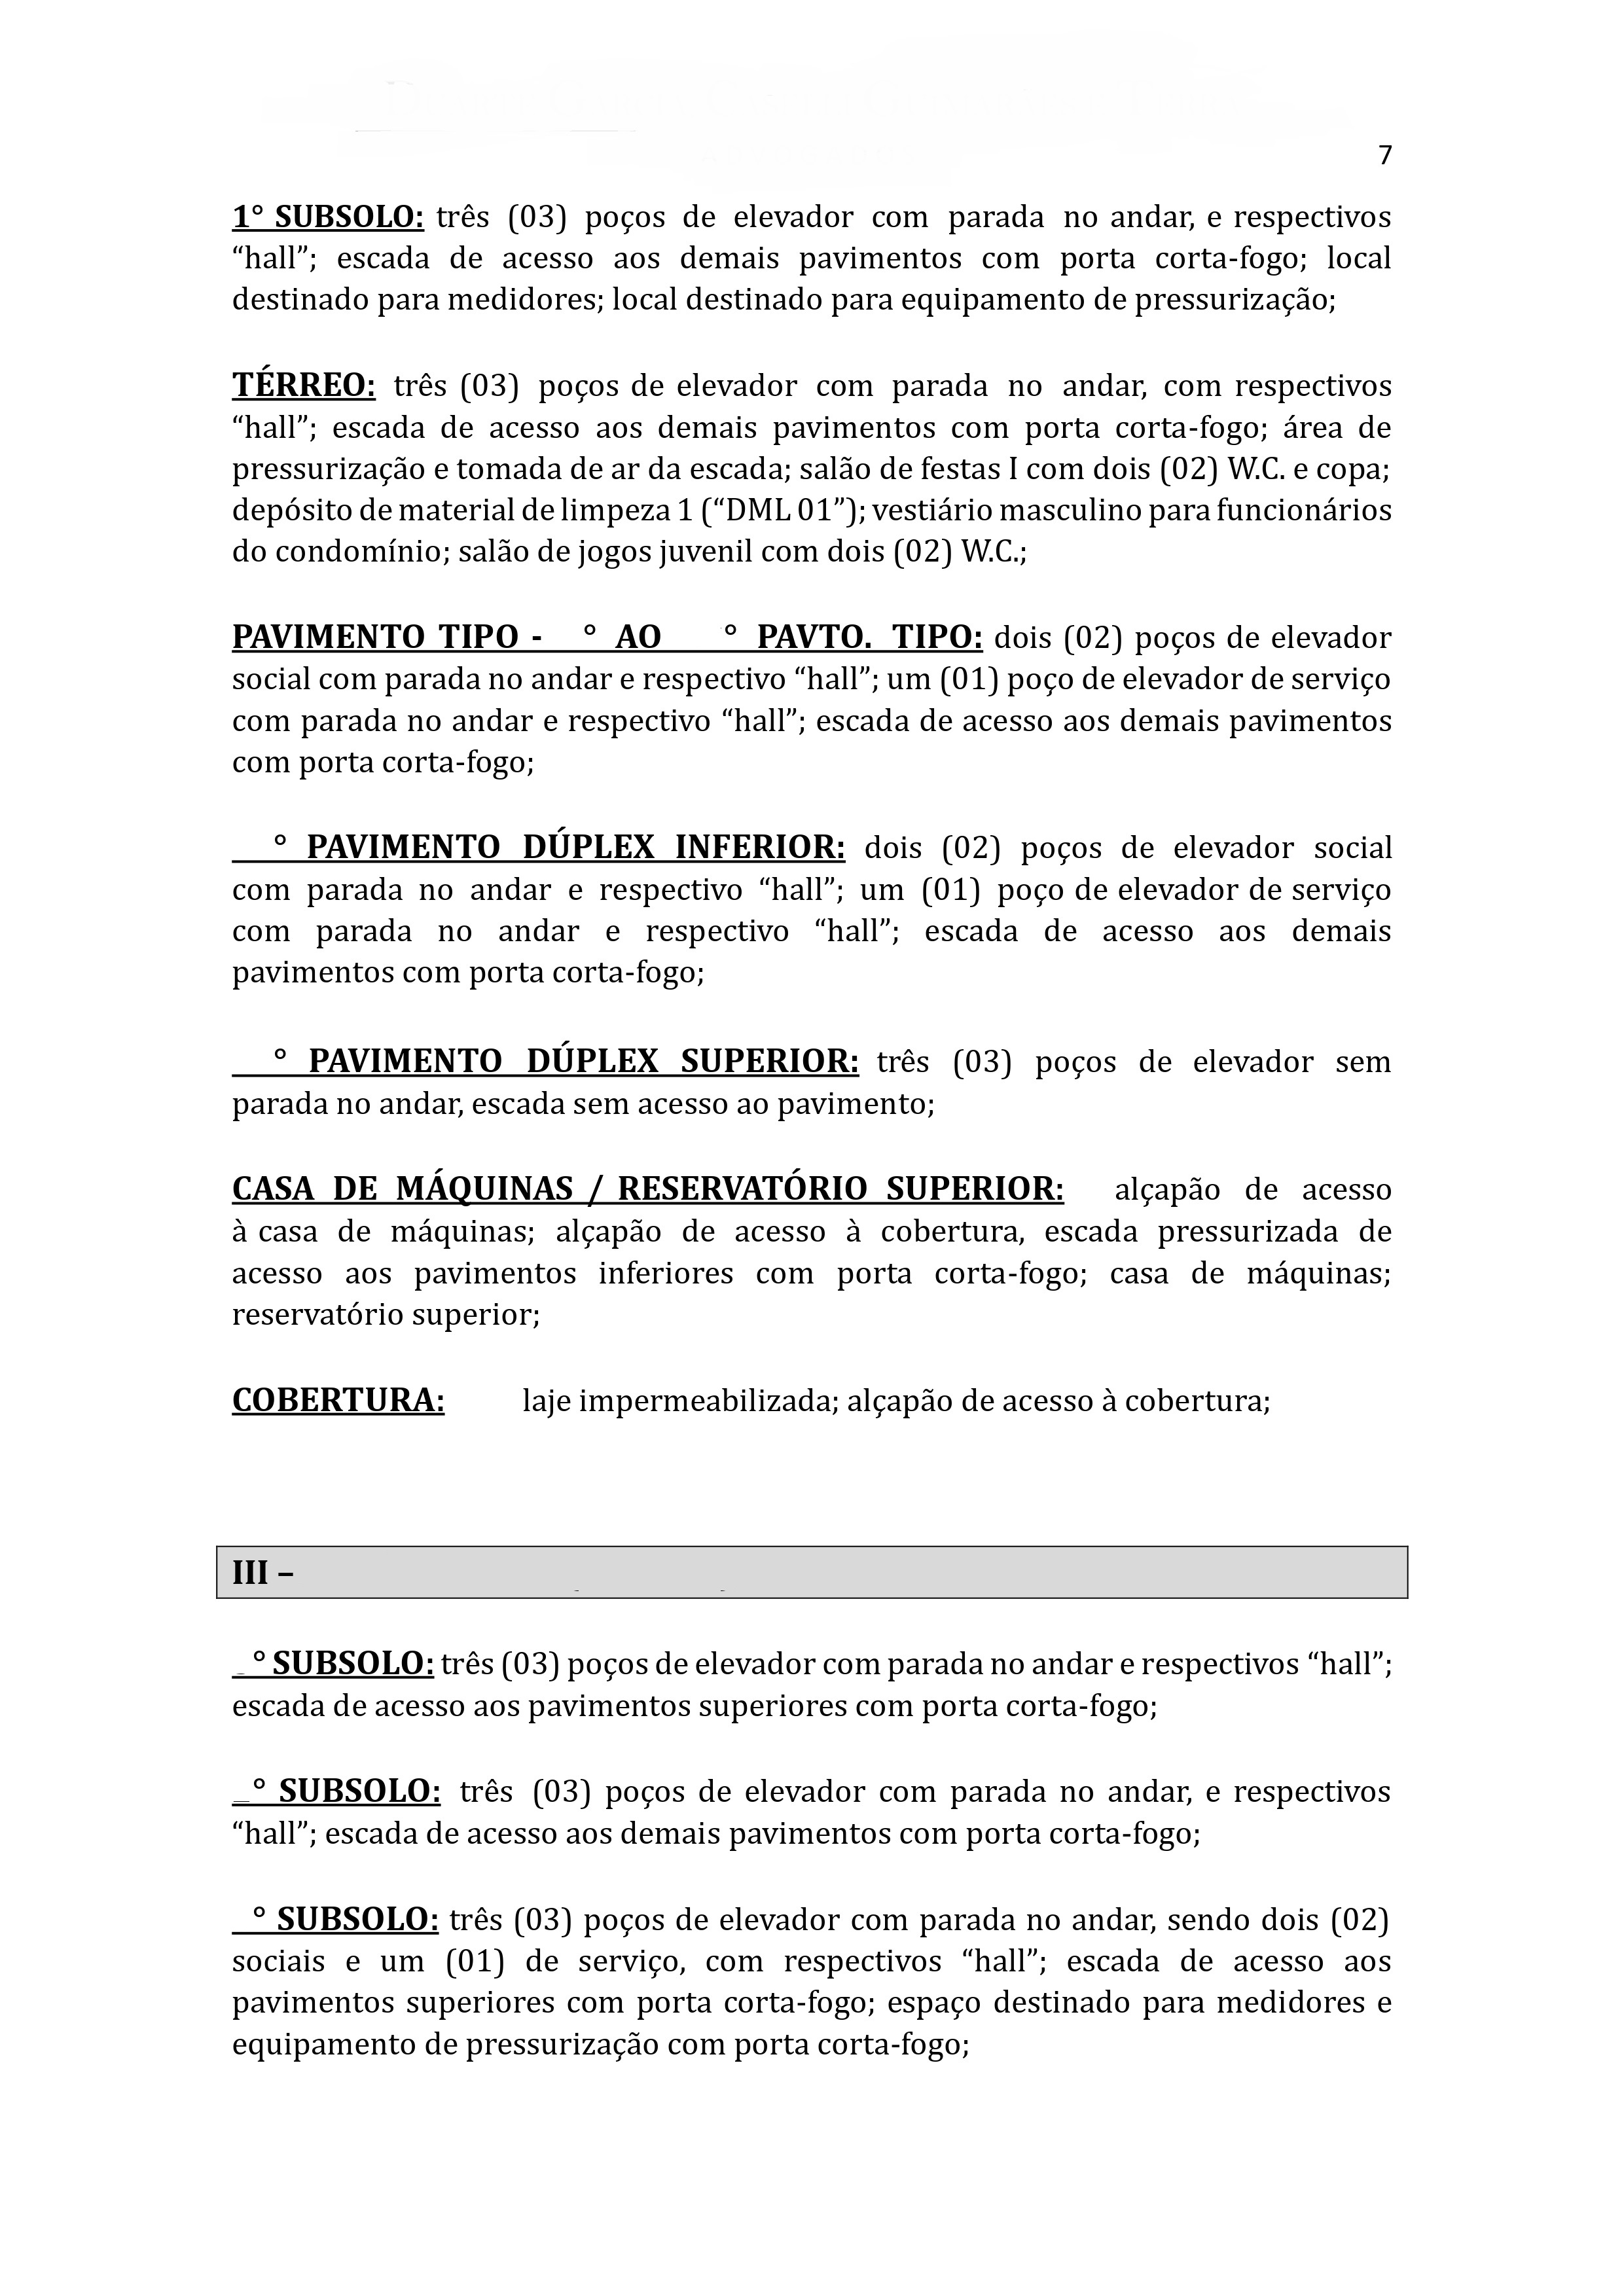 7
1° SUBSOLO: três (03) poços de elevador com parada no andar, e respectivos
“hall”; escada de acesso aos demais pavimentos com porta corta-fogo; local
destinado para medidores; local destinado para equipamento de pressurização;
TÉRREO: três (03) poços de elevador com parada no andar, com respectivos
“hall”; escada de acesso aos demais pavimentos com porta corta-fogo; área de
pressurização e tomada de ar da escada; salão de festas I com dois (02) W.C. e copa;
depósito de material de limpeza 1 (“DML 01”); vestiário masculino para funcionários
do condomínio; salão de jogos juvenil com dois (02) W.C.;
PAVIMENTO TIPO - ° AO ° PAVTO. TIPO: dois (02) poços de elevador
social com parada no andar e respectivo “hall”; um (01) poço de elevador de serviço
com parada no andar e respectivo “hall”; escada de acesso aos demais pavimentos
com porta corta-fogo;
° PAVIMENTO DÚPLEX INFERIOR: dois (02) poços de elevador social
com parada no andar e respectivo “hall”; um (01) poço de elevador de serviço
com parada no andar e respectivo “hall”; escada de acesso aos demais
pavimentos com porta corta-fogo;
° PAVIMENTO DÚPLEX SUPERIOR: três (03) poços de elevador sem
parada no andar, escada sem acesso ao pavimento;
CASA DE MÁQUINAS / RESERVATÓRIO SUPERIOR: alçapão de acesso
à casa de máquinas; alçapão de acesso à cobertura, escada pressurizada de
acesso aos pavimentos inferiores com porta corta-fogo; casa de máquinas;
reservatório superior;
COBERTURA: laje impermeabilizada; alçapão de acesso à cobertura;
III –
° SUBSOLO: três (03) poços de elevador com parada no andar e respectivos “hall”;
escada de acesso aos pavimentos superiores com porta corta-fogo;
° SUBSOLO: três (03) poços de elevador com parada no andar, e respectivos
“hall”; escada de acesso aos demais pavimentos com porta corta-fogo;
° SUBSOLO: três (03) poços de elevador com parada no andar, sendo dois (02)
sociais e um (01) de serviço, com respectivos “hall”; escada de acesso aos
pavimentos superiores com porta corta-fogo; espaço destinado para medidores e
equipamento de pressurização com porta corta-fogo;